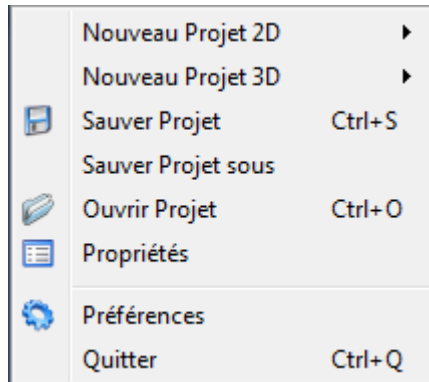 Nouveau Projet 2D
Nouveau Projet 3D
Sauver Projet Ctrl+S
Sauver Projet sous
Ouvrir Projet Ctrl+O
Propriétés
Préférences
Quitter Ctrl+Q